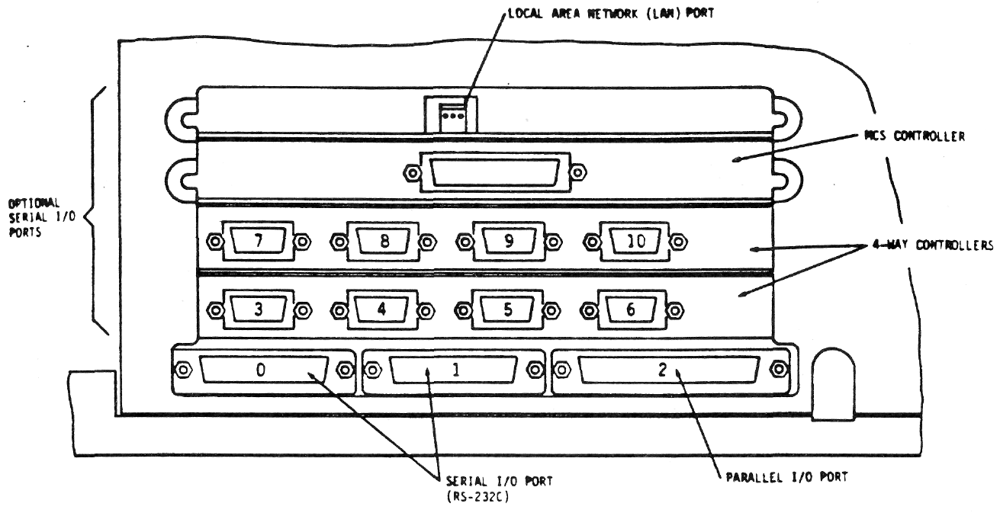 LOCAL AREA NETWORK (LAN) PORT
MCS CONTROLLER
OPTIONAL
SERIAL I/O
PORTS
7 8 9 10
4-WAY CONTROLLERS
3 4 5 6
0 1 2
SERIAL I/O PORT
(RS-232C)
PARALLEL I/O PORT